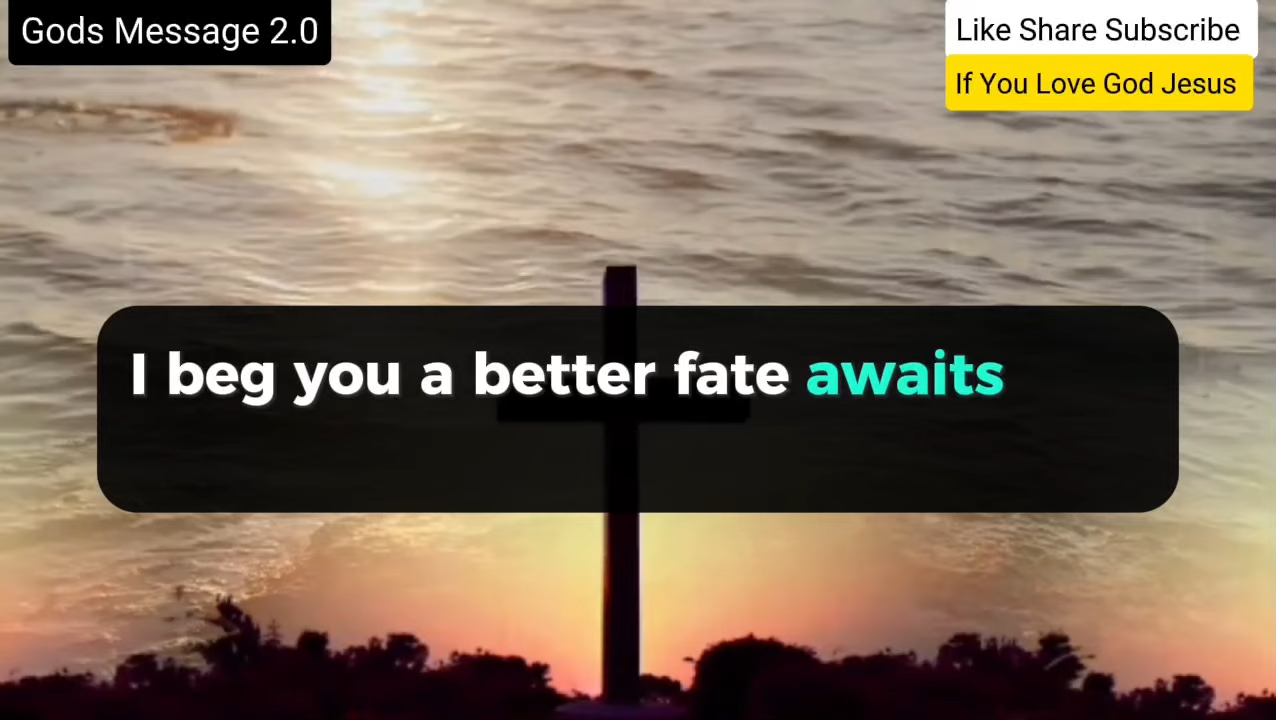 Gods Message 2.0
Like Share Subscribe
If You Love God Jesus
I beg you a better fate awaits